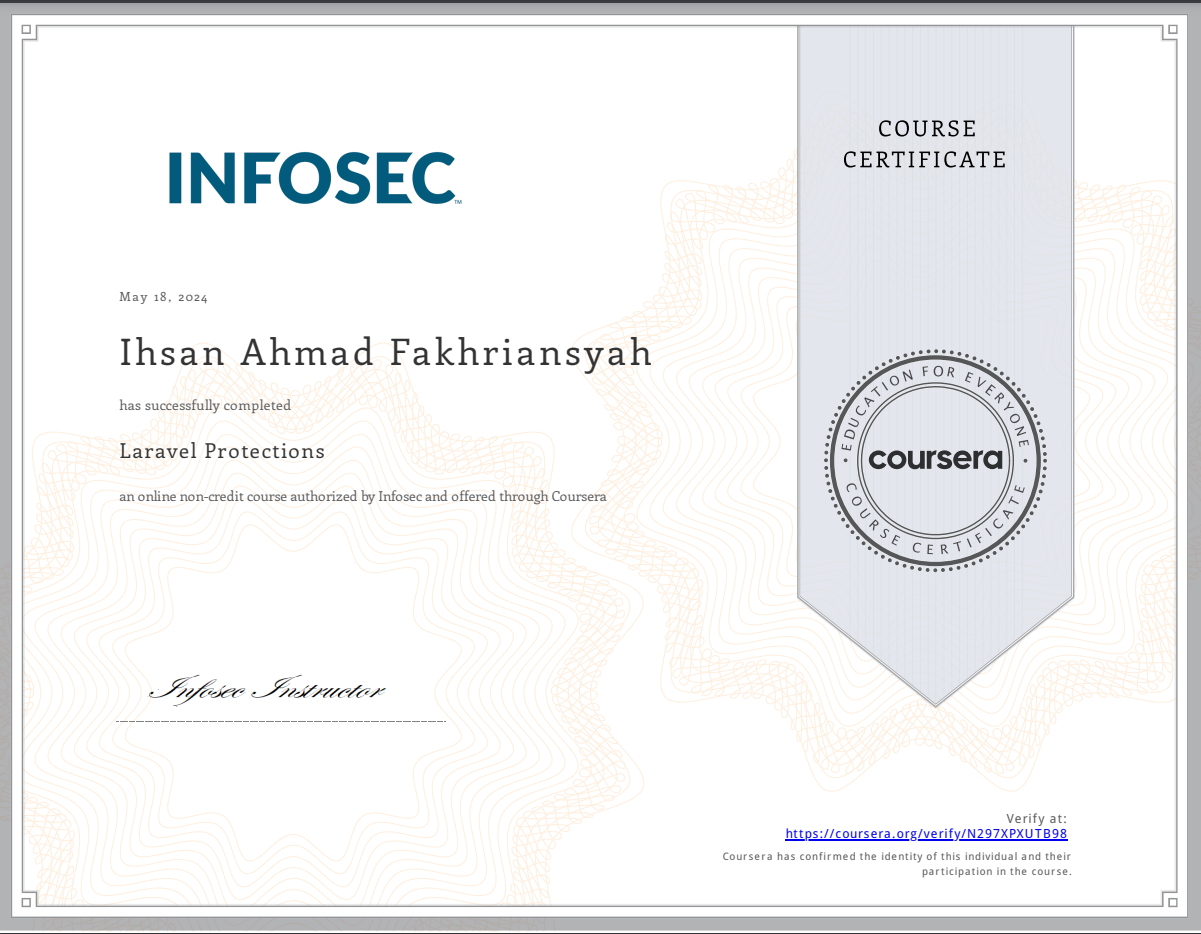 INFOSEC™
COURSE
CERTIFICATE
May 18, 2024
Ihsan Ahmad Fakhriansyah
has successfully completed
Laravel Protections
an online non-credit course authorized by Infosec and offered through Coursera
EDUCATION FOR EVERYONE
coursera
COURSE CERTIFICATE
Infosec Instructor
Verify at:
https://coursera.org/verify/N297XPXUTB98
Coursera has confirmed the identity of this individual and their
participation in the course.